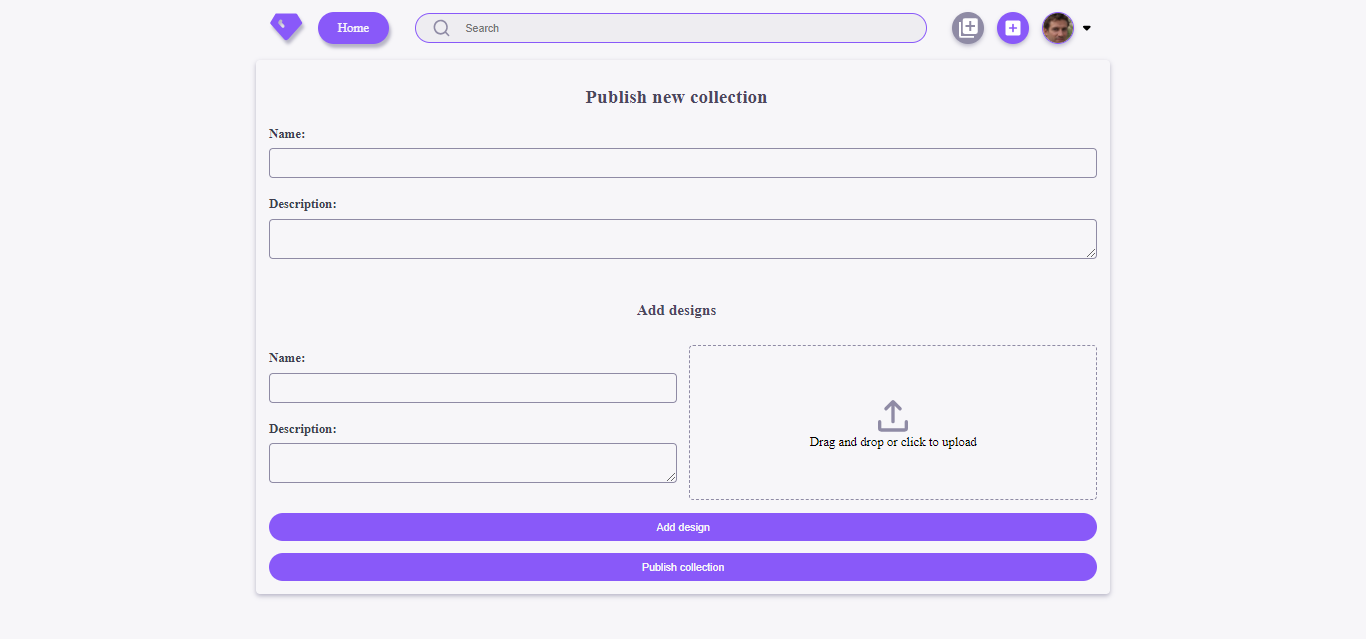 Home
Search
Publish new collection
Name:
Description:
Add designs
Name:
Description:
Drag and drop or click to upload
Add design
Publish collection